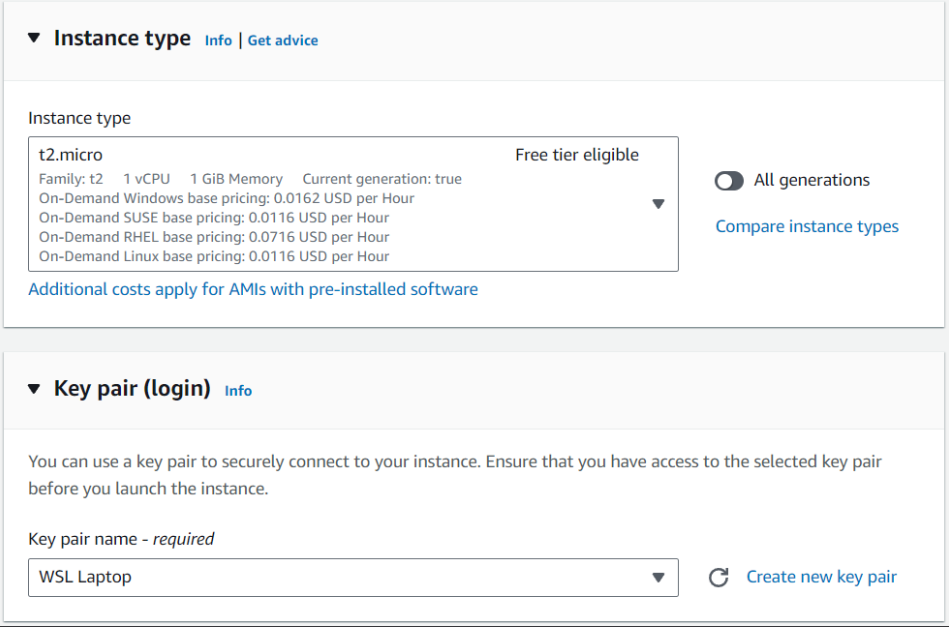 Instance type Info | Get advice
Instance type
t2.micro Free tier eligible
Family: t2 1 vCPU 1 GiB Memory Current generation: true
On-Demand Windows base pricing: 0.0162 USD per Hour
On-Demand SUSE base pricing: 0.0116 USD per Hour
On-Demand RHEL base pricing: 0.0716 USD per Hour
On-Demand Linux base pricing: 0.0116 USD per Hour
All generations
Compare instance types
Additional costs apply for AMIs with pre-installed software
Key pair (login) Info
You can use a key pair to securely connect to your instance. Ensure that you have access to the selected key pair
before you launch the instance.
Key pair name - required
WSL Laptop
Create new key pair